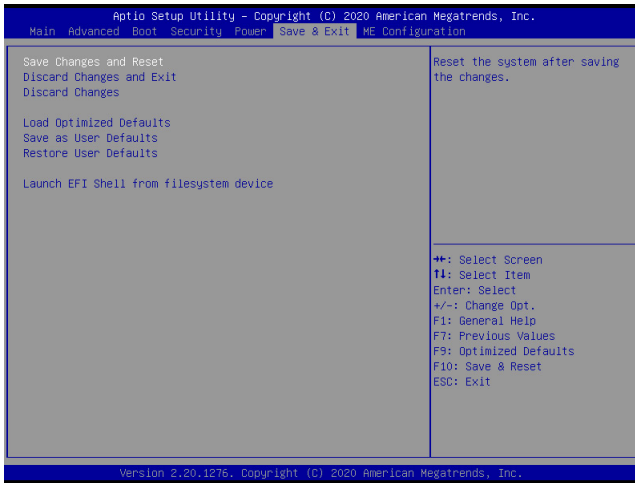 Aptio Setup Utility – Copyright (C) 2020 American Megatrends, Inc.
Main Advanced Boot Security Power Save & Exit ME Configuration
Save Changes and Reset
Discard Changes and Exit
Discard Changes
Load Optimized Defaults
Save as User Defaults
Restore User Defaults
Launch EFI Shell from filesystem device
Reset the system after saving
the changes.
→←: Select Screen
↑↓: Select Item
Enter: Select
+/-: Change Opt.
F1: General Help
F7: Previous Values
F9: Optimized Defaults
F10: Save & Reset
ESC: Exit
Version 2.20.1276. Copyright (C) 2020 American Megatrends, Inc.